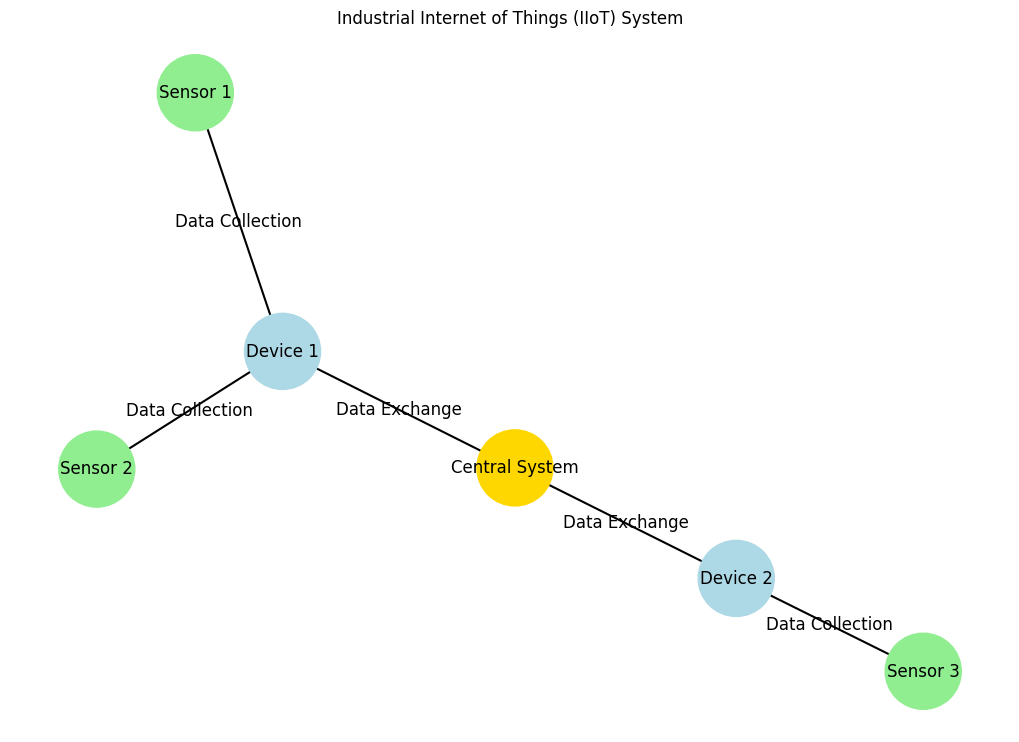 Industrial Internet of Things (IIoT) System
Sensor 1
Data Collection
Device 1
Data Collection
Data Exchange
Sensor 2
Central System
Data Exchange
Device 2
Data Collection
Sensor 3